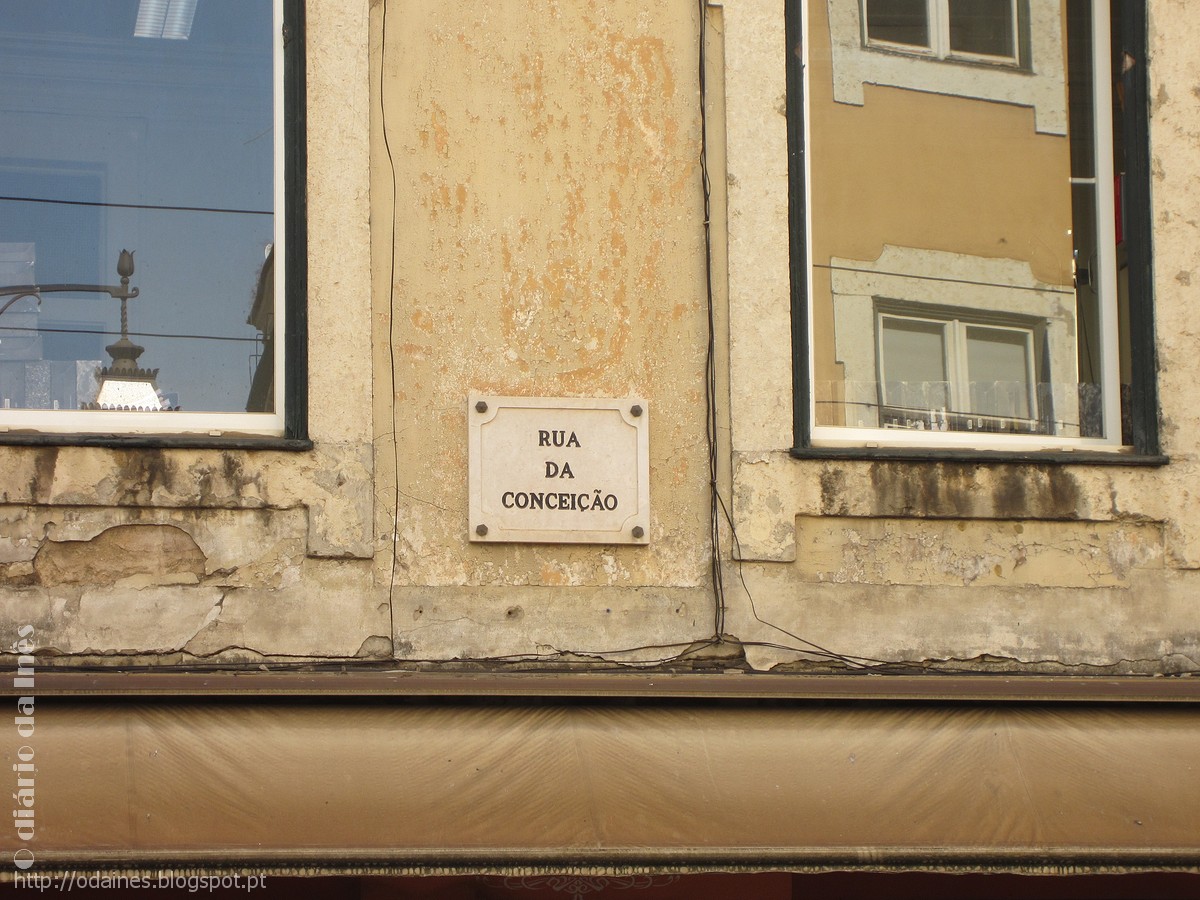 RUA
DA
CONCEIÇÃO
O diário da Inês
http://odaines.blogspot.pt